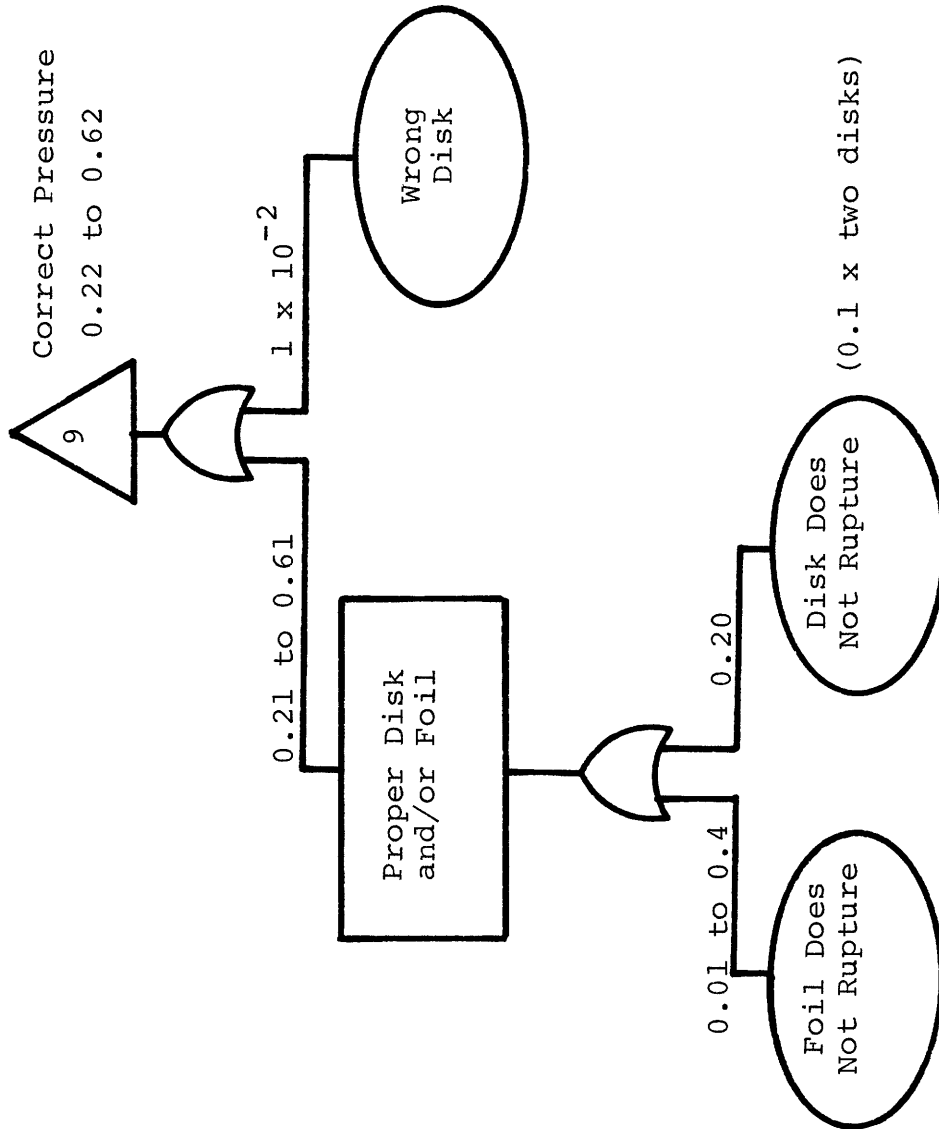 Correct Pressure
0.22 to 0.62
9
0.21 to 0.61
1 x 10⁻²
Proper Disk
and/or Foil
Wrong
Disk
0.01 to 0.4
0.20
Foil Does
Not Rupture
Disk Does
Not Rupture
(0.1 x two disks)